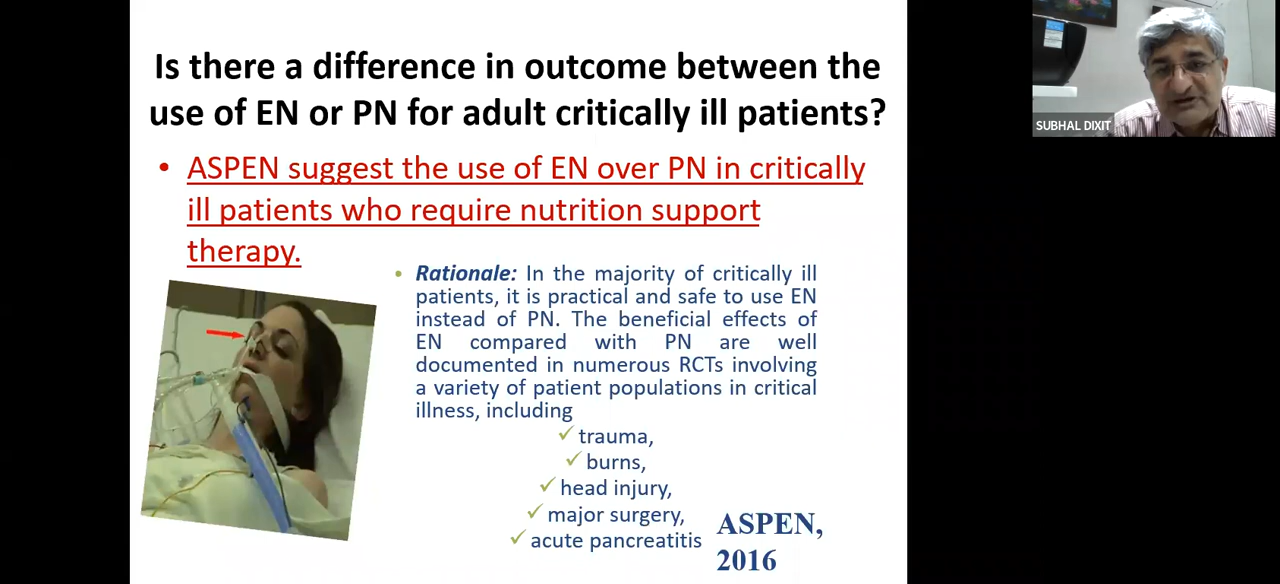 Is there a difference in outcome between the
use of EN or PN for adult critically ill patients?
• ASPEN suggest the use of EN over PN in critically
ill patients who require nutrition support
therapy.
• Rationale: In the majority of critically ill
patients, it is practical and safe to use EN
instead of PN. The beneficial effects of
EN compared with PN are well
documented in numerous RCTs involving
a variety of patient populations in critical
illness, including
✓ trauma,
✓ burns,
✓ head injury,
✓ major surgery,
✓ acute pancreatitis
ASPEN,
2016
SUBHAL DIXIT